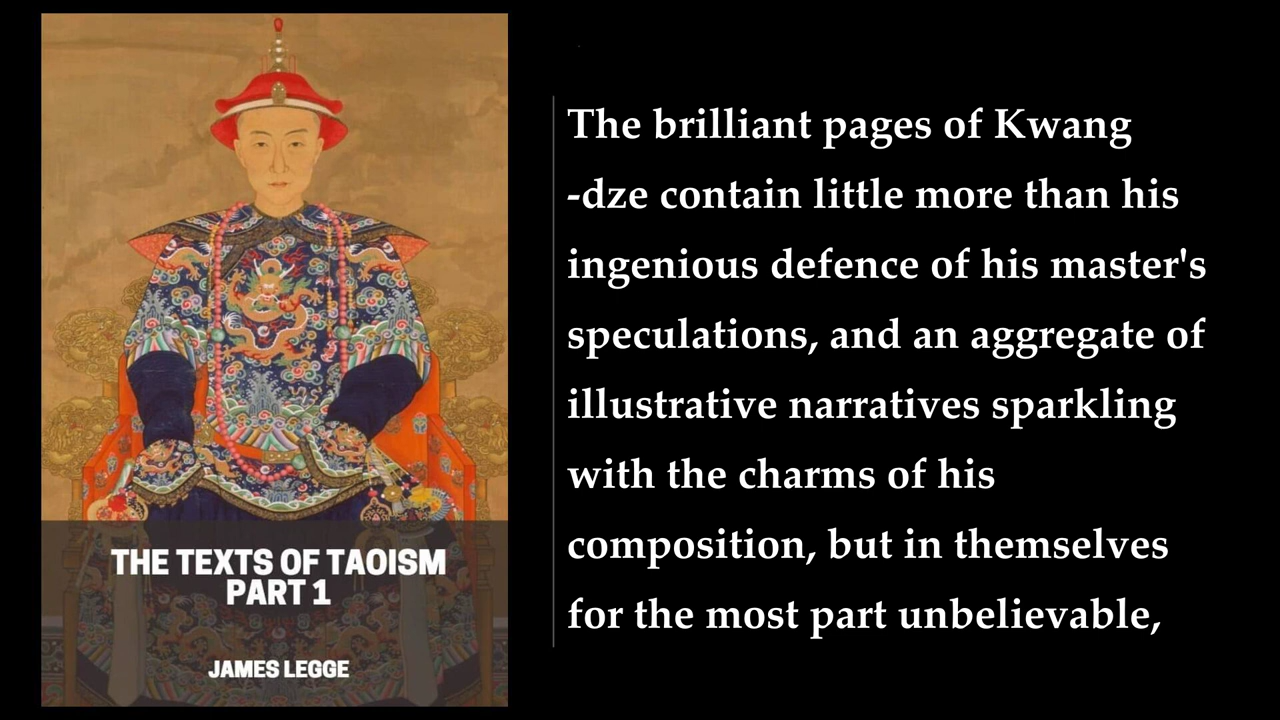 THE TEXTS OF TAOISM
PART 1
JAMES LEGGE
The brilliant pages of Kwang
-dze contain little more than his
ingenious defence of his master's
speculations, and an aggregate of
illustrative narratives sparkling
with the charms of his
composition, but in themselves
for the most part unbelievable,